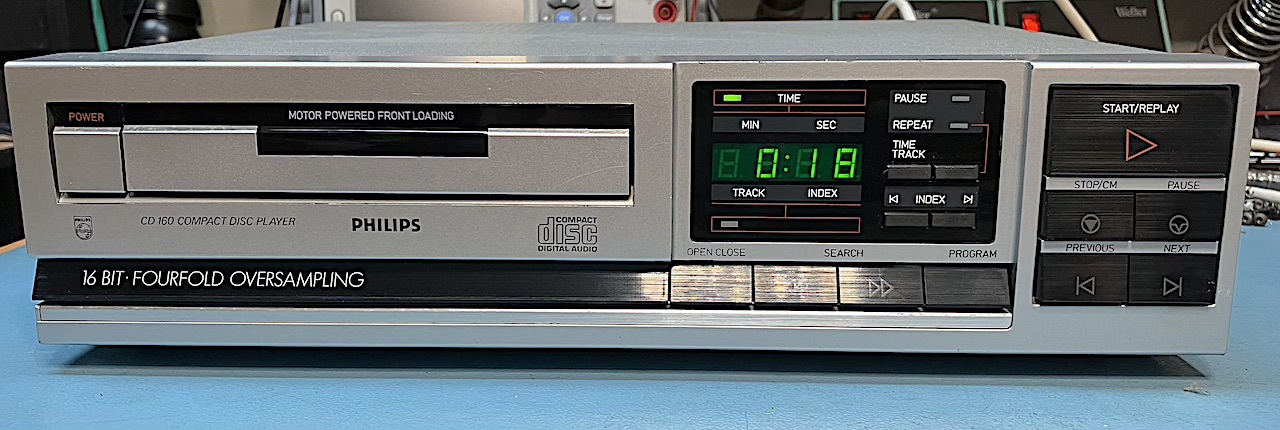 Weller
POWER
MOTOR POWERED FRONT LOADING
PHILIPS
CD 160 COMPACT DISC PLAYER
PHILIPS
COMPACT
disc
DIGITAL AUDIO
16 BIT·FOURFOLD OVERSAMPLING
TIME
MIN SEC
0:18
TRACK INDEX
PAUSE
REPEAT
TIME
TRACK
INDEX
OPEN CLOSE SEARCH PROGRAM
START/REPLAY
STOP/CM PAUSE
PREVIOUS NEXT